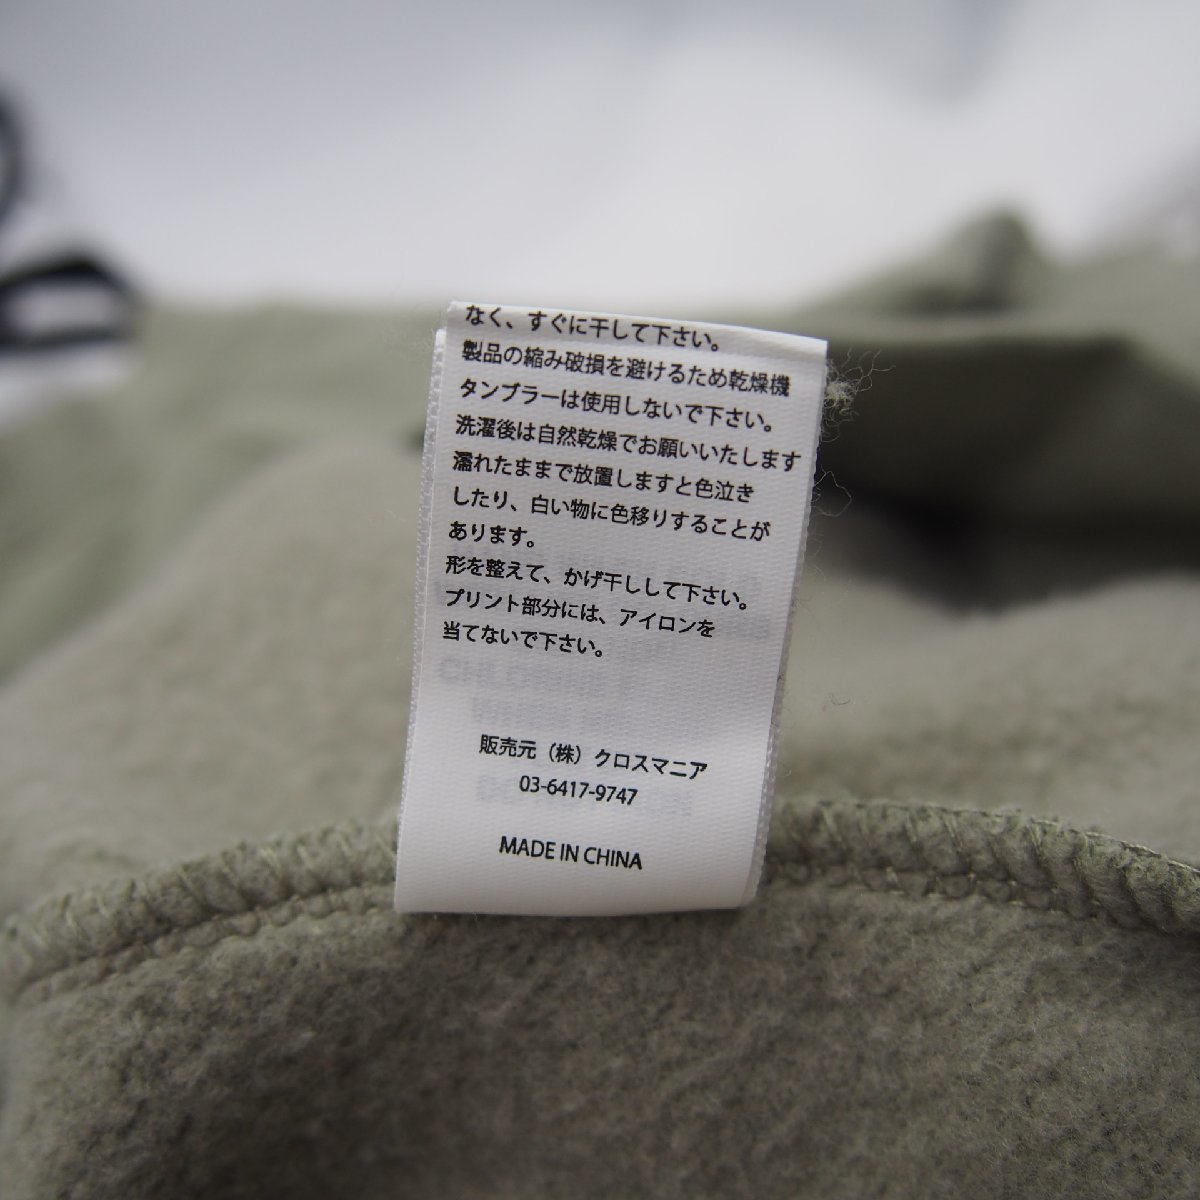 なく、すぐに干して下さい。
製品の縮み破損を避けるため乾燥機
タンブラーは使用しないで下さい。
洗濯後は自然乾燥でお願いいたします
濡れたままで放置しますと色泣き
したり、白い物に色移りすることが
あります。
形を整えて、かげ干しして下さい。
プリント部分には、アイロンを
当てないで下さい。
販売元（株）クロスマニア
03-6417-9747
MADE IN CHINA